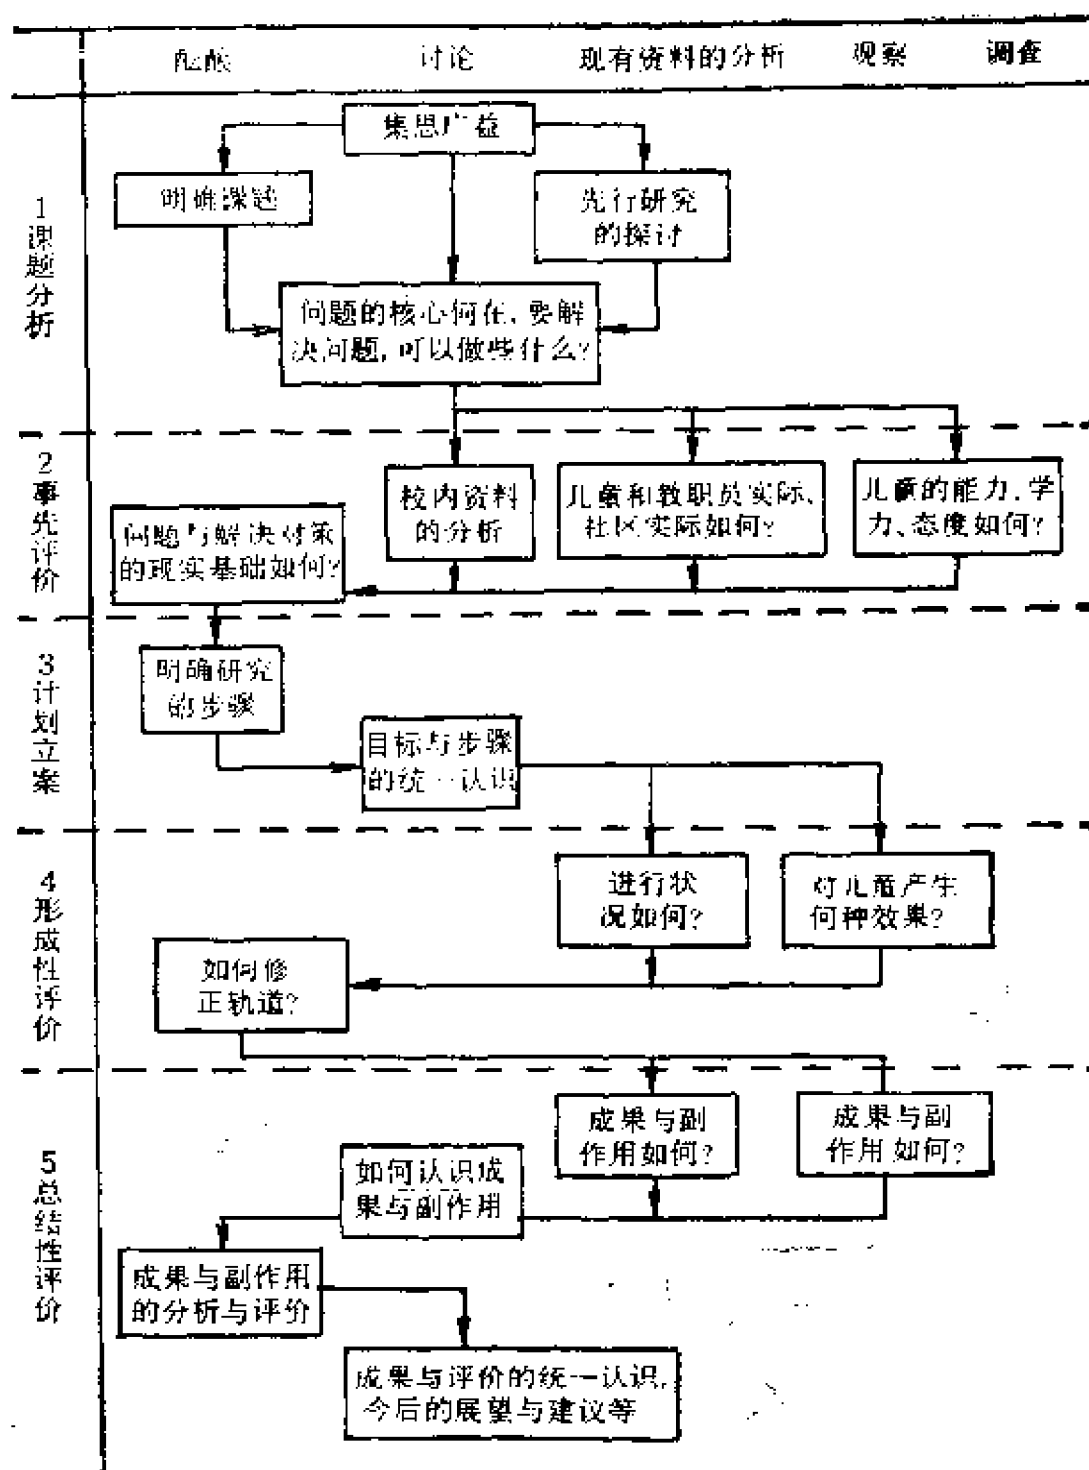 酝酿 讨论 现有资料的分析 观察 调查
1 课题分析
集思广益
明确课题
先行研究
的探讨
问题的核心何在,要解
决问题,可以做些什么?
2 事先评价
校内资料
的分析
儿童和教职员实际、
社区实际如何?
儿童的能力、学
力、态度如何?
问题与解决对策
的现实基础如何?
3 计划立案
明确研究
的步骤
目标与步骤
的统一认识
4 形成性评价
进行状
况如何?
对儿童产生
何种效果?
如何修
正轨道?
5 总结性评价
成果与副
作用如何?
成果与副
作用如何?
如何认识成
果与副作用
成果与副作用
的分析与评价
成果与评价的统一认识,
今后的展望与建议等